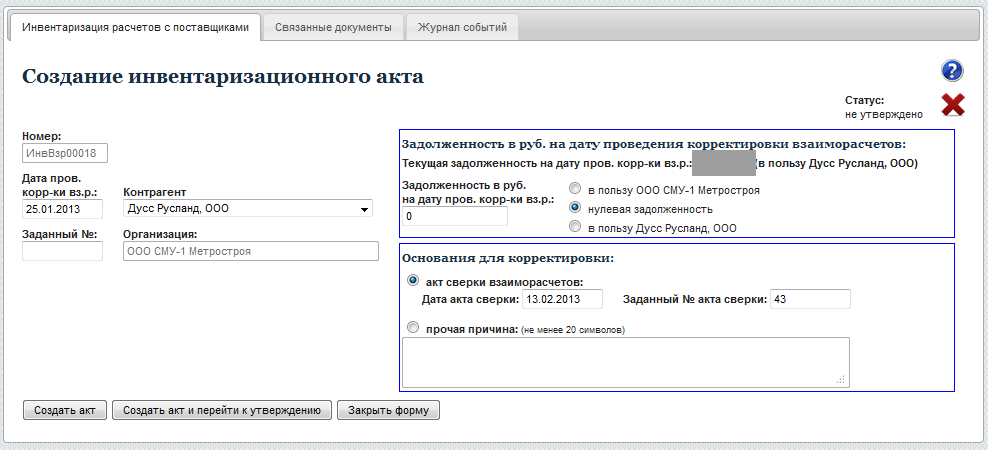 Инвентаризация расчетов с поставщиками
Связанные документы
Журнал событий
Создание инвентаризационного акта
?
Статус:
не утверждено
Номер:
ИнвВзр00018
Дата пров.
корр-ки вз.р.:
Контрагент
25.01.2013
Дусс Русланд, ООО
Заданный №:
Организация:
ООО СМУ-1 Метростроя
Задолженность в руб. на дату проведения корректировки взаиморасчетов:
Текущая задолженность на дату пров. корр-ки вз.р.: (в пользу Дусс Русланд, ООО)
Задолженность в руб.
на дату пров. корр-ки вз.р.:
0
в пользу ООО СМУ-1 Метростроя
нулевая задолженность
в пользу Дусс Русланд, ООО
Основания для корректировки:
акт сверки взаиморасчетов:
Дата акта сверки: 13.02.2013 Заданный № акта сверки: 43
прочая причина: (не менее 20 символов)
Создать акт
Создать акт и перейти к утверждению
Закрыть форму